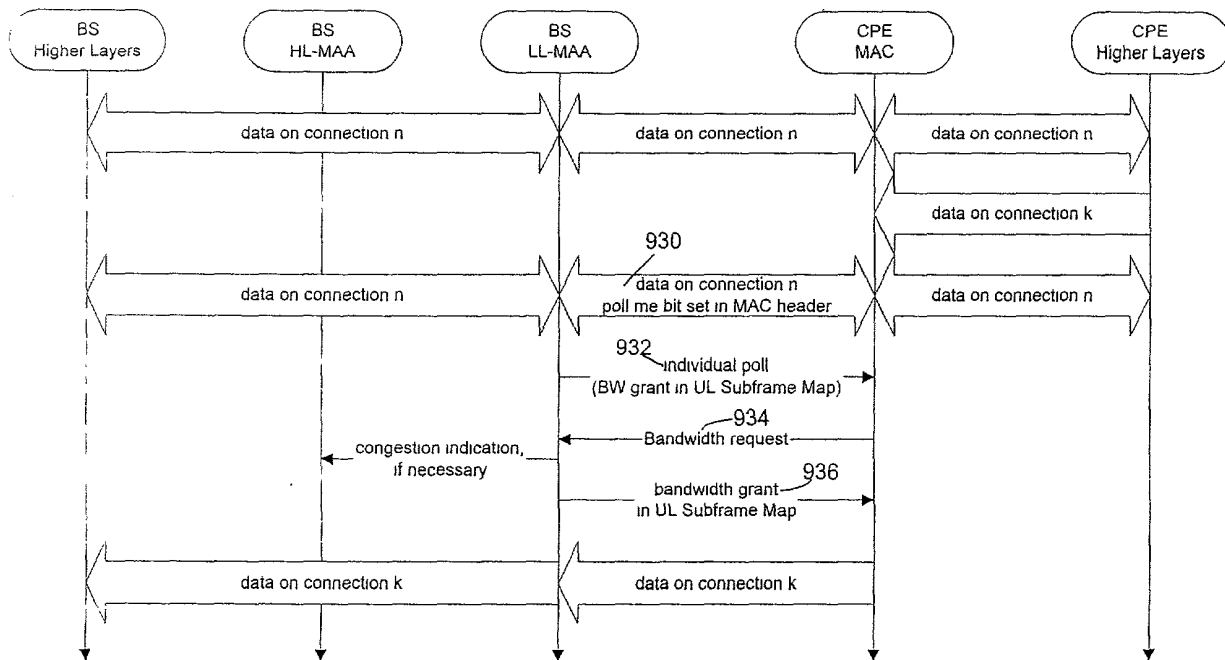 BS
Higher Layers
BS
HL-MAA
BS
LL-MAA
CPE
MAC
CPE
Higher Layers
data on connection n
data on connection n
data on connection n
data on connection k
930
data on connection n
data on connection n
poll me bit set in MAC header
data on connection n
932
individual poll
(BW grant in UL Subframe Map)
934
Bandwidth request
congestion indication,
if necessary
936
bandwidth grant
in UL Subframe Map
data on connection k
data on connection k